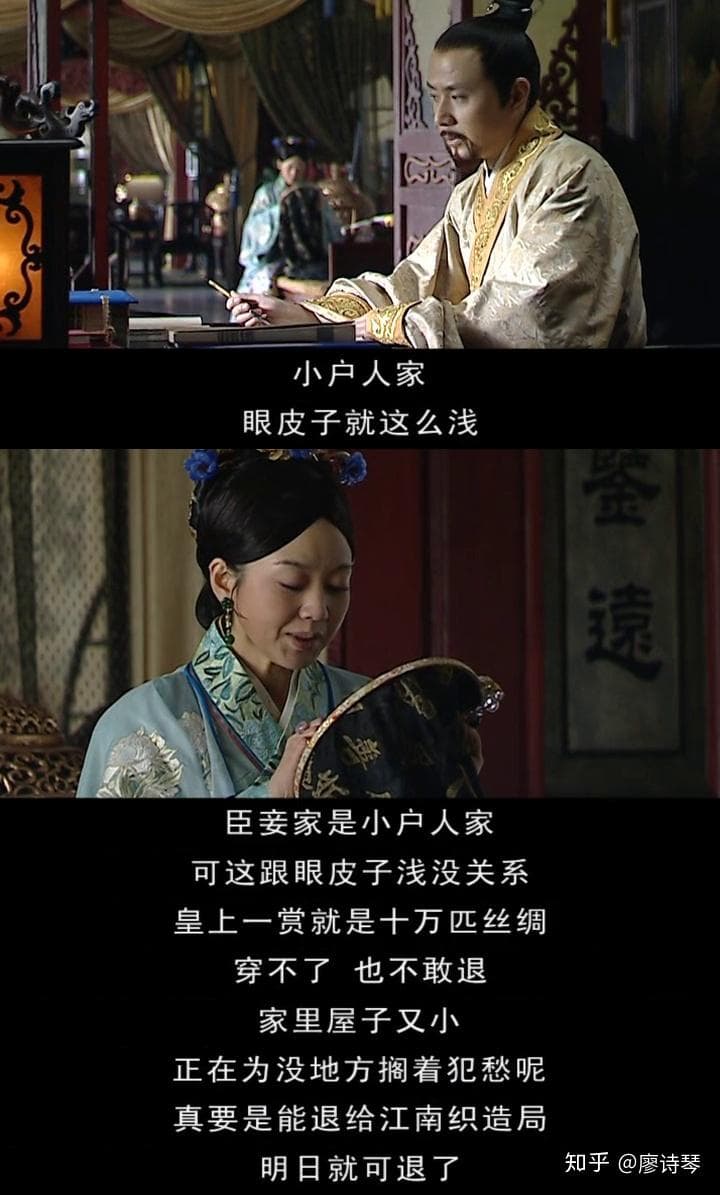 小户人家
眼皮子就这么浅
鑒
遠
臣妾家是小户人家
可这跟眼皮子浅没关系
皇上一赏就是十万匹丝绸
穿不了 也不敢退
家里屋子又小
正在为没地方搁着犯愁呢
真要是能退给江南织造局
明日就可退了
知乎 @廖诗琴